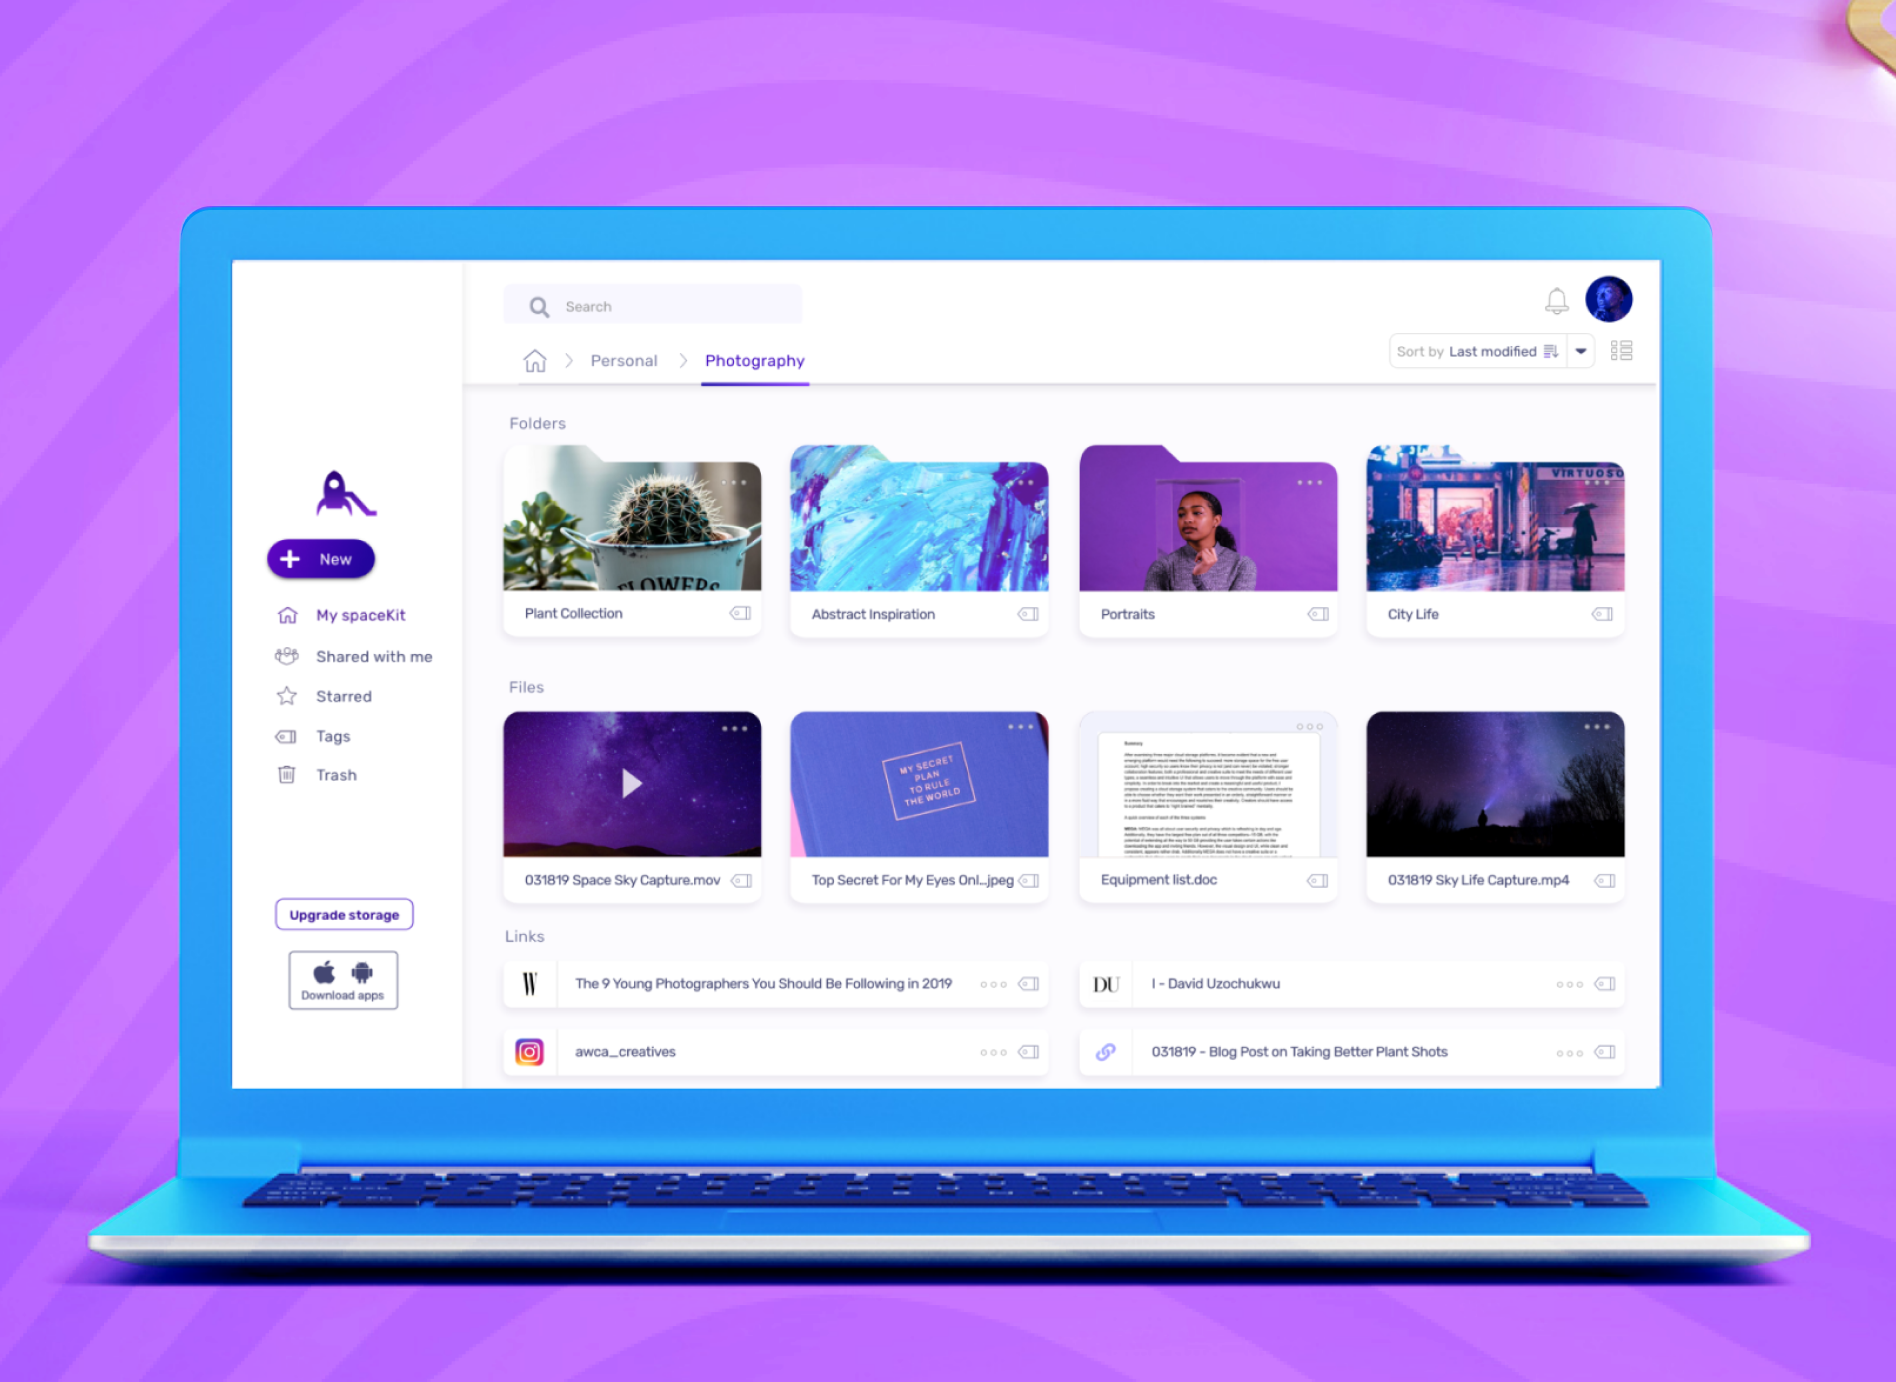 Search
Personal
Photography
Sort by Last modified
Folders
FLOWERS
VIRTUOSO
Plant Collection
Abstract Inspiration
Portraits
City Life
New
My spaceKit
Shared with me
Starred
Tags
Trash
Upgrade storage
Download apps
Files
MY SECRET
PLAN
TO RULE
THE WORLD
Summary
031819 Space Sky Capture.mov
Top Secret For My Eyes Onl...jpeg
Equipment list.doc
031819 Sky Life Capture.mp4
Links
W
The 9 Young Photographers You Should Be Following in 2019
DU
I - David Uzochukwu
awca_creatives
031819 - Blog Post on Taking Better Plant Shots